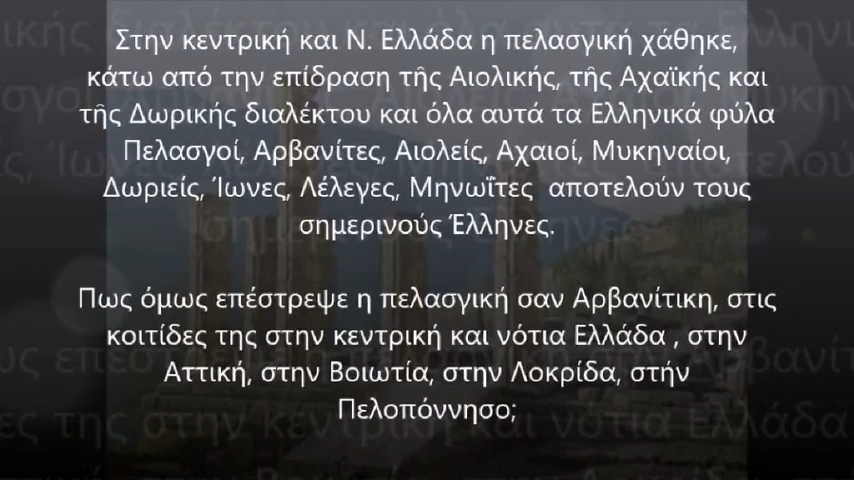 Στην κεντρική και Ν. Ελλάδα η πελασγική χάθηκε,
κάτω από την επίδραση τῆς Αιολικής, τῆς Αχαϊκής και
τῆς Δωρικής διαλέκτου και όλα αυτά τα Ελληνικά φύλα
Πελασγοί, Αρβανίτες, Αιολείς, Αχαιοί, Μυκηναίοι,
Δωριείς, Ίωνες, Λέλεγες, Μηνωΐτες αποτελούν τους
σημερινούς Έλληνες.
Πως όμως επέστρεψε η πελασγική σαν Αρβανίτικη, στις
κοιτίδες της στην κεντρική και νότια Ελλάδα , στην
Αττική, στην Βοιωτία, στην Λοκρίδα, στήν
Πελοπόννησο;